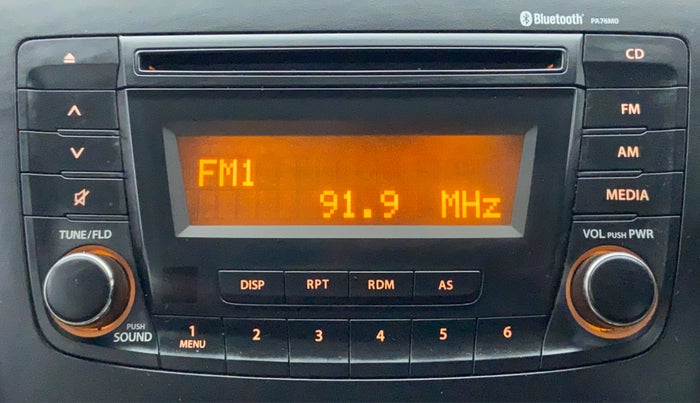 Bluetooth® PA76M0
CD
FM
AM
MEDIA
FM1
91.9 MHz
TUNE/FLD
VOL PUSH PWR
DISP RPT RDM AS
PUSH
SOUND
1 2 3 4 5 6
MENU